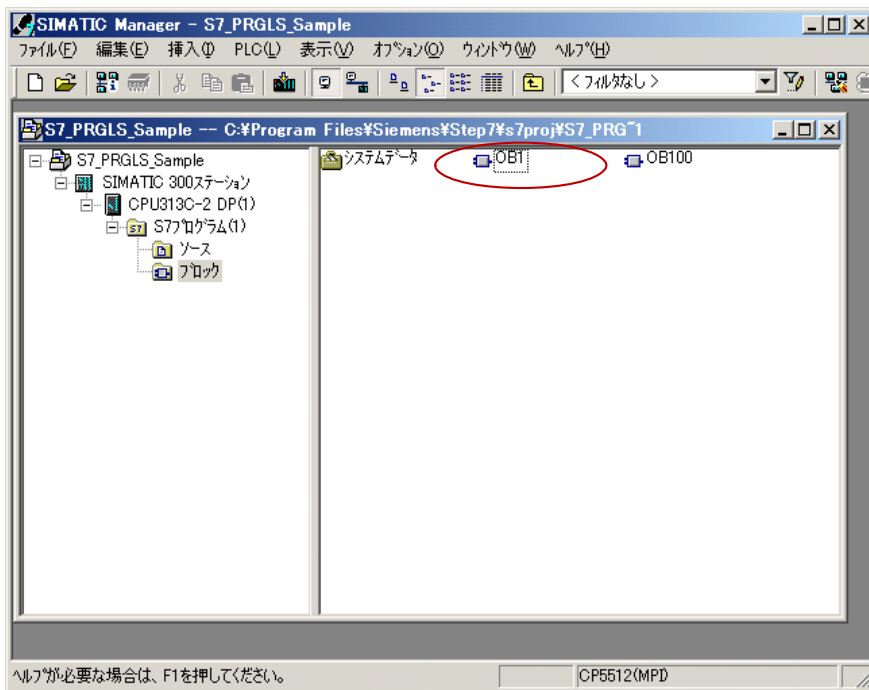 SIMATIC Manager - S7_PRGLS_Sample
ファイル(F) 編集(E) 挿入(I) PLC(L) 表示(V) オプション(O) ウィンドウ(W) ヘルプ(H)
< フィルタなし >
S7_PRGLS_Sample -- C:¥Program Files¥Siemens¥Step7¥s7proj¥S7_PRG~1
S7_PRGLS_Sample
SIMATIC 300ステーション
CPU313C-2 DP(1)
S7プログラム(1)
ソース
ブロック
システムデータ OB1 OB100
ヘルプが必要な場合は、F1を押してください。 CP5512(MPI)